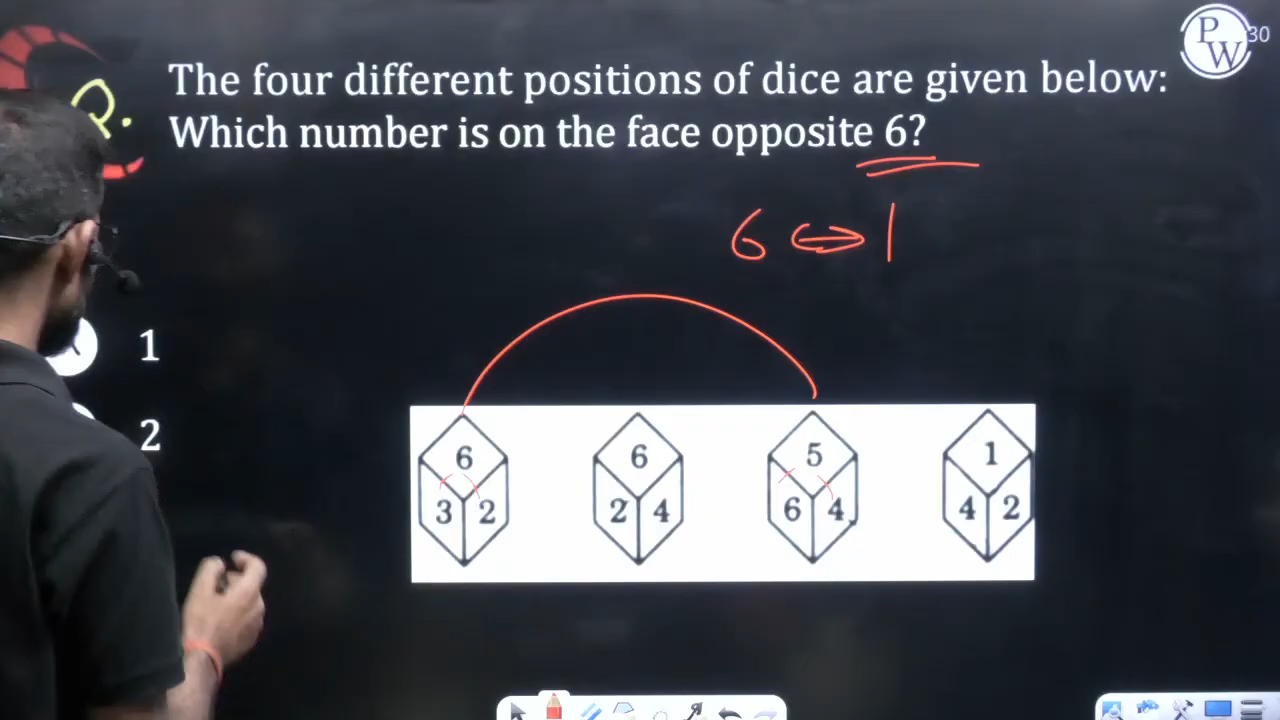 PW
30
Q.
The four different positions of dice are given below:
Which number is on the face opposite 6?
6 ↔ 1
1
2
6 6 5 1
3 2 2 4 6 4 4 2